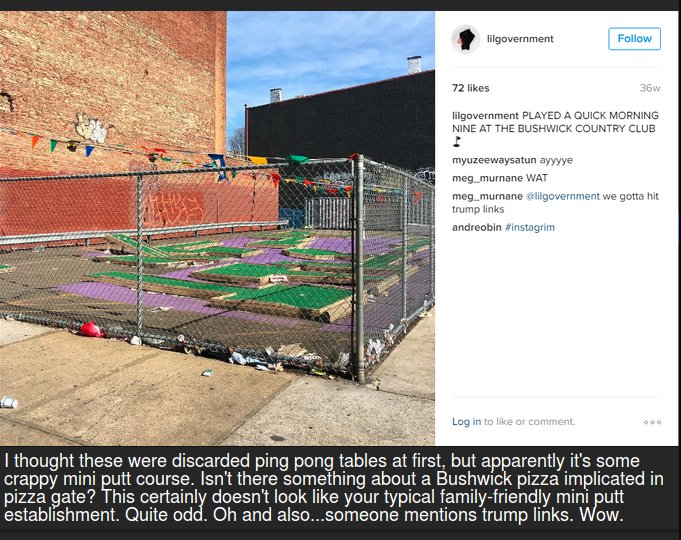 lilgovernment
Follow
72 likes
36w
lilgovernment PLAYED A QUICK MORNING
NINE AT THE BUSHWICK COUNTRY CLUB
⛳
myuzeewaysatun ayyyye
meg_murnane WAT
meg_murnane @lilgovernment we gotta hit
trump links
andreobin #instagrim
Log in to like or comment.
I thought these were discarded ping pong tables at first, but apparently it's some
crappy mini putt course. Isn't there something about a Bushwick pizza implicated in
pizza gate? This certainly doesn't look like your typical family-friendly mini putt
establishment. Quite odd. Oh and also...someone mentions trump links. Wow.